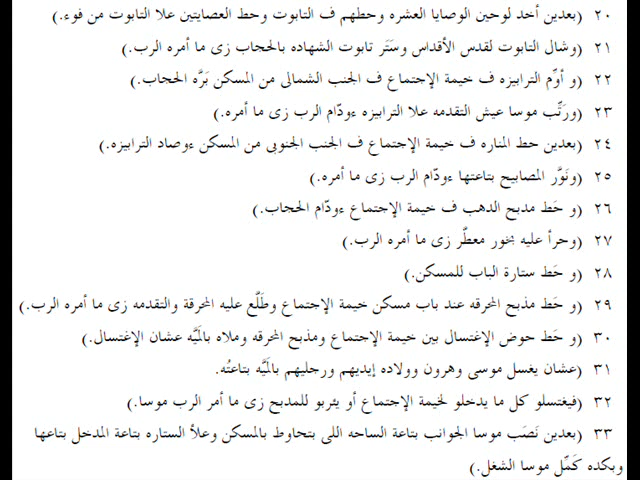 ٢٠ (بعدين أخد لوحين الوصايا العشره وحطهم ف التابوت وحط العصايتين علا التابوت من فوء.)
٢١ (وشال التابوت لقدس الأقداس وسَتَر تابوت الشهاده بالحجاب زى ما أمره الرب.)
٢٢ (و أوِّم الترابيزه ف خيمة الإجتماع ف الجنب الشمالى من المسكن بَرَّه الحجاب.)
٢٣ (ورَتِّب موسا عيش التقدمه علا الترابيزه ءودّام الرب زى ما أمره.)
٢٤ (بعدين حط المناره ف خيمة الإجتماع ف الجنب الجنوبى من المسكن ءوصاد الترابيزه.)
٢٥ (ونَوَّر المصابيح بتاعتها ءودّام الرب زى ما أمره.)
٢٦ (و حَط مدبح الدهب ف خيمة الإجتماع ءودّام الحجاب.)
٢٧ (وحرأ عليه بخور معطَّر زى ما أمره الرب.)
٢٨ (و حَط ستارة الباب للمسكن.)
٢٩ (و حَط مذبح المحرقه عند باب مسكن خيمة الإجتماع وطَلَّع عليه المحرقة والتقدمه زى ما أمره الرب.)
٣٠ (و حَط حوض الإغتسال بين خيمة الإجتماع ومذبح المحرقه وملاه بالمَيَّه عشان الإغتسال.)
٣١ (عشان يغسل موسى وهرون وولاده إيديهم ورجليهم بالمَيَّه بتاعتُه.
٣٢ (فيغتسلو كل ما يدخلو لخيمة الإجتماع أو يئربو للمدبح زى ما أمر الرب موسا.)
٣٣ (بعدين نَصَب موسا الجوانب بتاعة الساحه اللى بتحاوط بالمسكن وعلأ الستاره بتاعة المدخل بتاعها
وبكده كَمِّل موسا الشغل.)